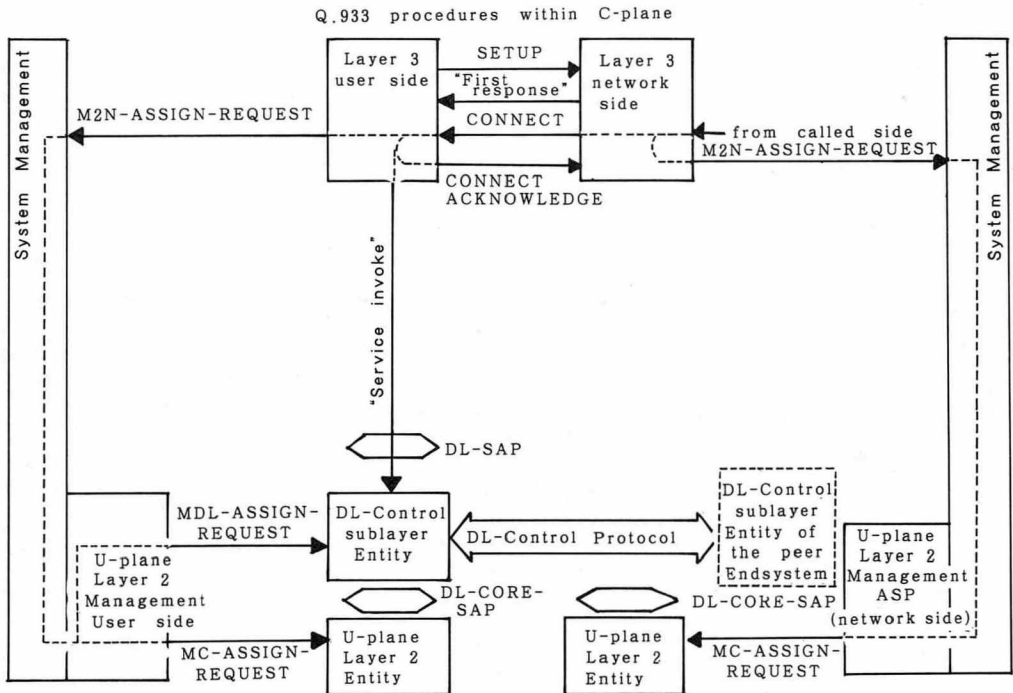 Q.933 procedures within C-plane
System Management
Layer 3
user side
SETUP
"First
response"
CONNECT
CONNECT
ACKNOWLEDGE
Layer 3
network
side
M2N-ASSIGN-REQUEST
from called side
M2N-ASSIGN-REQUEST
System Management
"Service invoke"
DL-SAP
MDL-ASSIGN-
REQUEST
DL-Control
sublayer
Entity
DL-Control Protocol
DL-Control
sublayer
Entity of
the peer
Endsystem
U-plane
Layer 2
Management
User side
U-plane
Layer 2
Management
ASP
(network side)
DL-CORE-
SAP
DL-CORE-SAP
MC-ASSIGN-
REQUEST
U-plane
Layer 2
Entity
U-plane
Layer 2
Entity
MC-ASSIGN-
REQUEST